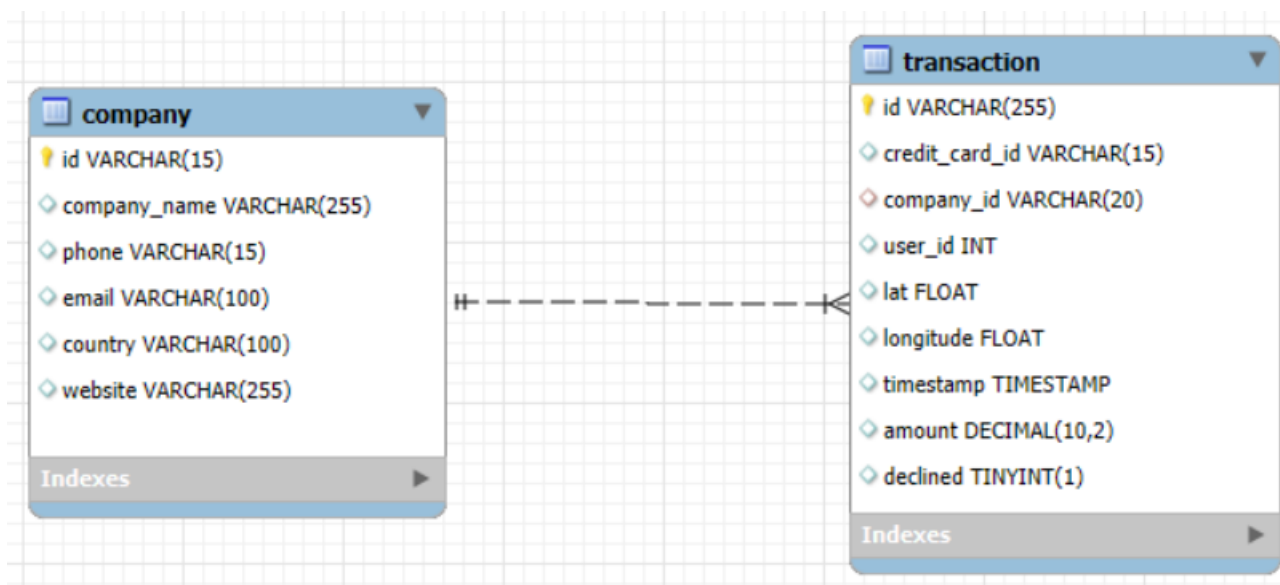 company
id VARCHAR(15)
company_name VARCHAR(255)
phone VARCHAR(15)
email VARCHAR(100)
country VARCHAR(100)
website VARCHAR(255)
Indexes
transaction
id VARCHAR(255)
credit_card_id VARCHAR(15)
company_id VARCHAR(20)
user_id INT
lat FLOAT
longitude FLOAT
timestamp TIMESTAMP
amount DECIMAL(10,2)
declined TINYINT(1)
Indexes